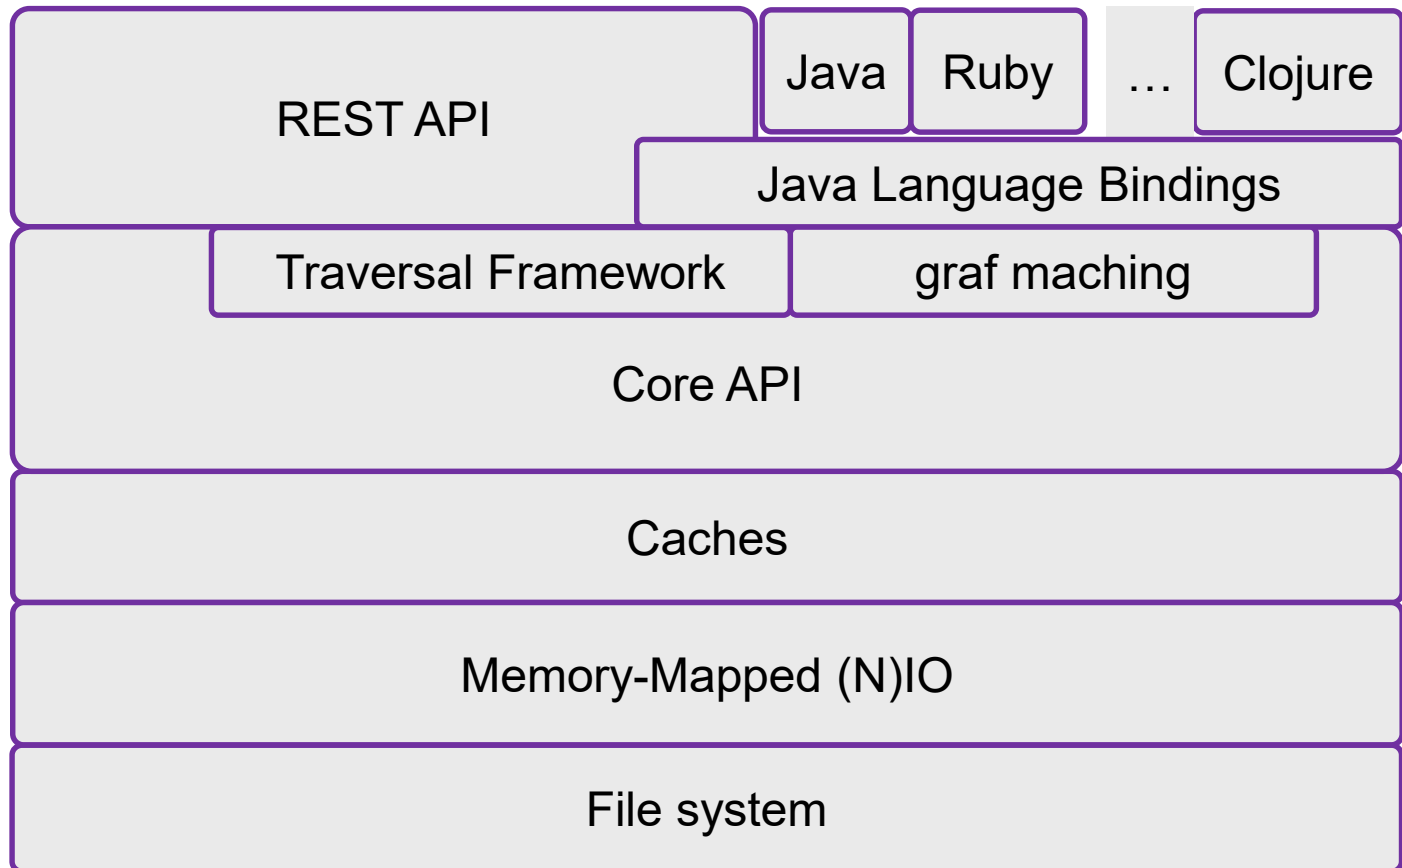 REST API
Java
Ruby
…
Clojure
Java Language Bindings
Traversal Framework
graf maching
Core API
Caches
Memory-Mapped (N)IO
File system